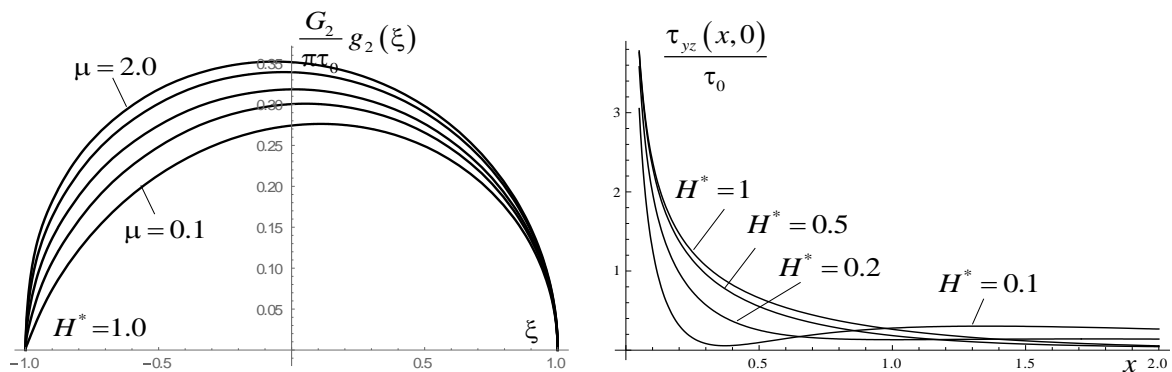 G₂
πτ₀
g₂(ξ)
μ = 2.0
0.35
0.30
0.25
0.20
0.15
0.10
0.05
μ = 0.1
H* = 1.0
ξ
−1.0 −0.5 0.5 1.0
τyz(x,0)
τ₀
3
2
1
H* = 1
H* = 0.5
H* = 0.2
H* = 0.1
0.5 1.0 1.5 x 2.0